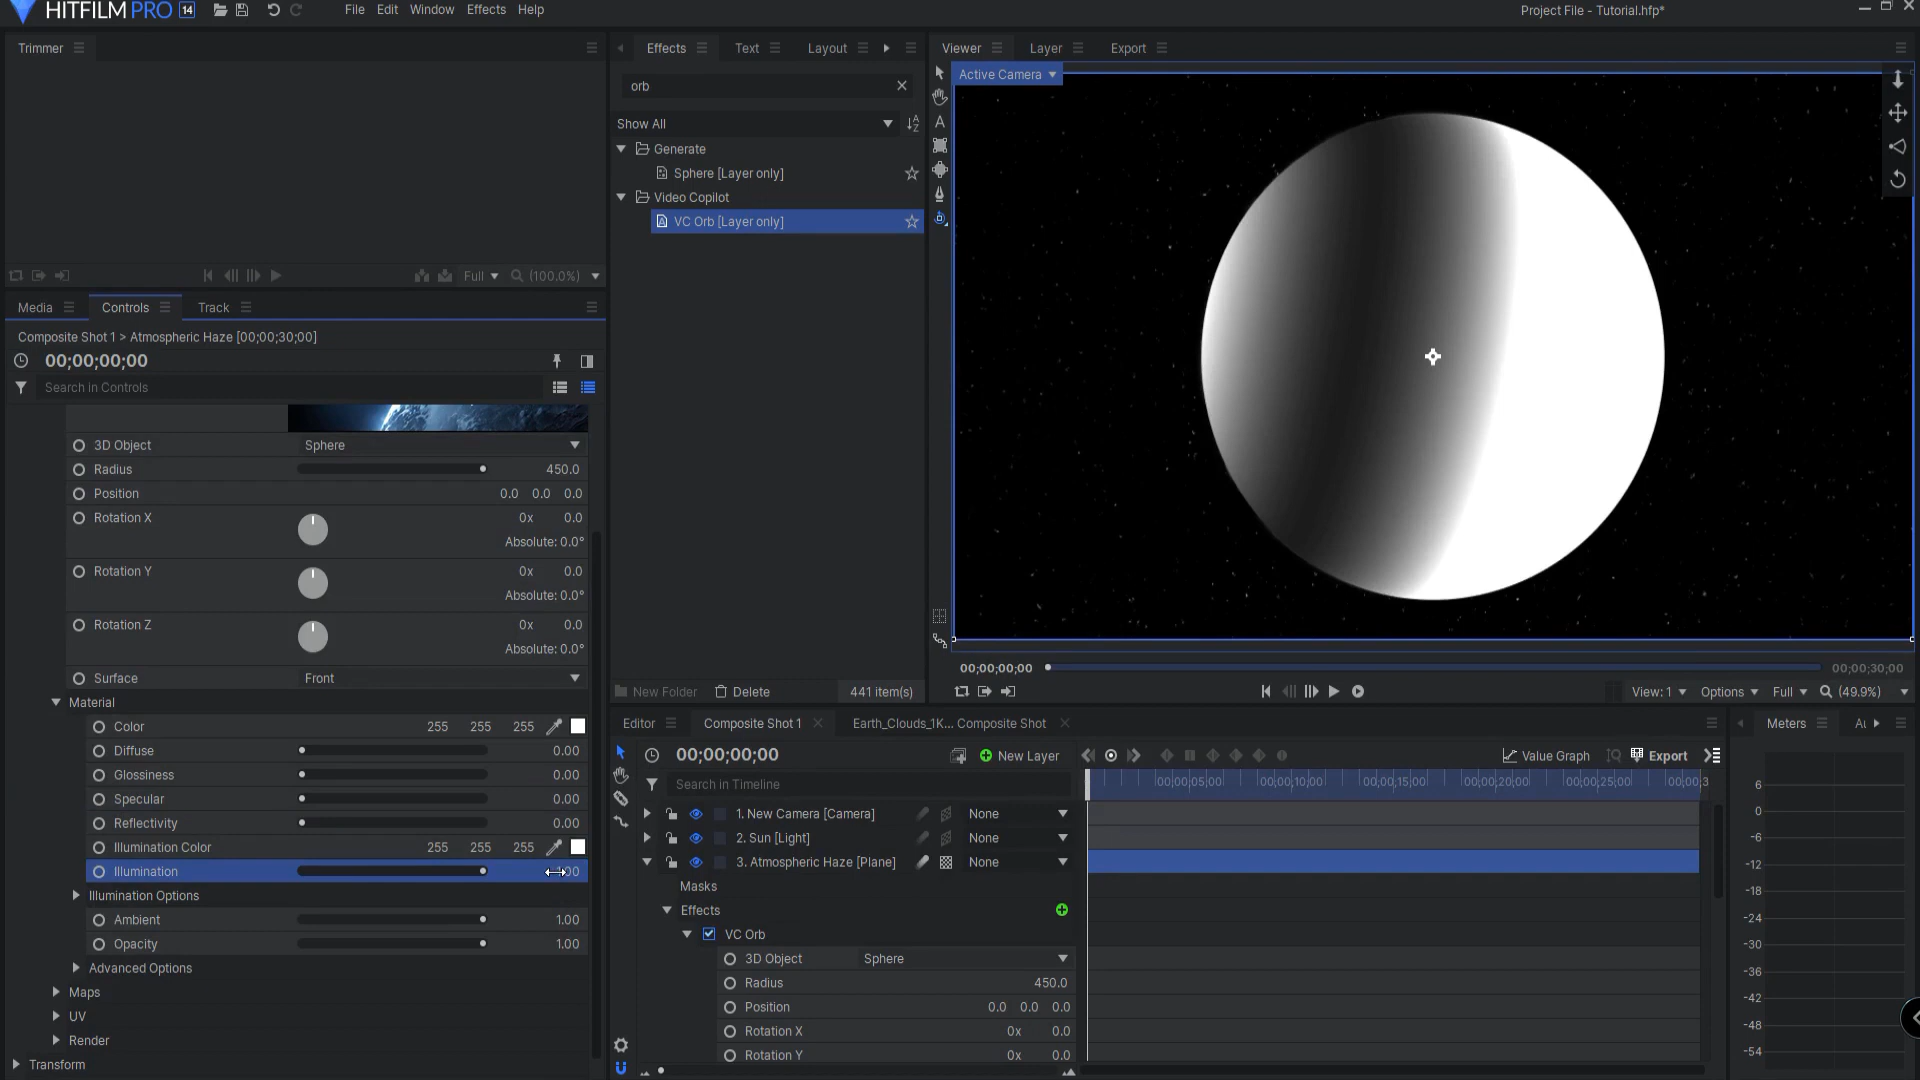 HITFILM PRO 14
File Edit Window Effects Help
Project File - Tutorial.hfp*
Trimmer
Effects Text Layout
Viewer Layer Export
orb
Active Camera
A
Show All
Generate
Sphere [Layer only]
Video Copilot
VC Orb [Layer only]
Full (100.0%)
Media Controls Track
Composite Shot 1 > Atmospheric Haze [00;00;30;00]
00;00;00;00
Search in Controls
3D Object Sphere
Radius 450.0
Position 0.0 0.0 0.0
Rotation X 0x 0.0
Absolute: 0.0°
Rotation Y 0x 0.0
Absolute: 0.0°
Rotation Z 0x 0.0
Absolute: 0.0°
Surface Front
Material
Color 255 255 255
Diffuse 0.00
Glossiness 0.00
Specular 0.00
Reflectivity 0.00
Illumination Color 255 255 255
Illumination
Illumination Options
Ambient 1.00
Opacity 1.00
Advanced Options
Maps
UV
Render
Transform
00;00;00;00 00;00;30;00
New Folder Delete 441 item(s)
View: 1 Options Full (49.9%)
Editor Composite Shot 1 Earth_Clouds_1K... Composite Shot
Meters
00;00;00;00 New Layer Value Graph Export
Search in Timeline
00;00;05;00 00;00;10;00 00;00;15;00 00;00;20;00 00;00;25;00 00;00;3
1. New Camera [Camera] None
2. Sun [Light] None
3. Atmospheric Haze [Plane] None
Masks
Effects
VC Orb
3D Object Sphere
Radius 450.0
Position 0.0 0.0 0.0
Rotation X 0x 0.0
Rotation Y 0x 0.0
6
0
-6
-12
-18
-24
-30
-36
-42
-48
-54